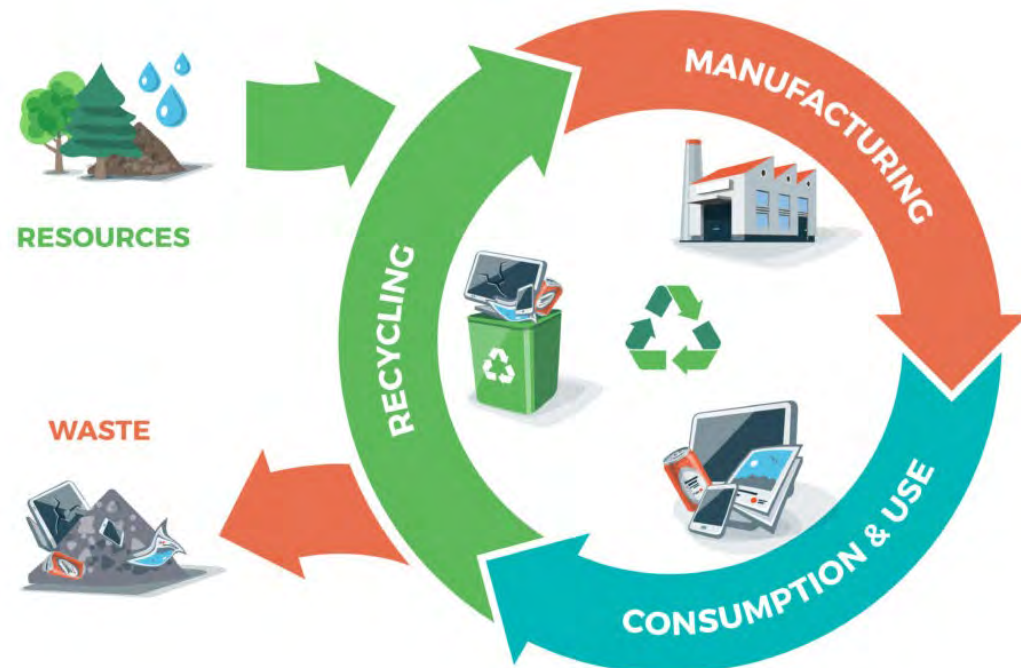 RESOURCES
WASTE
RECYCLING
MANUFACTURING
CONSUMPTION & USE